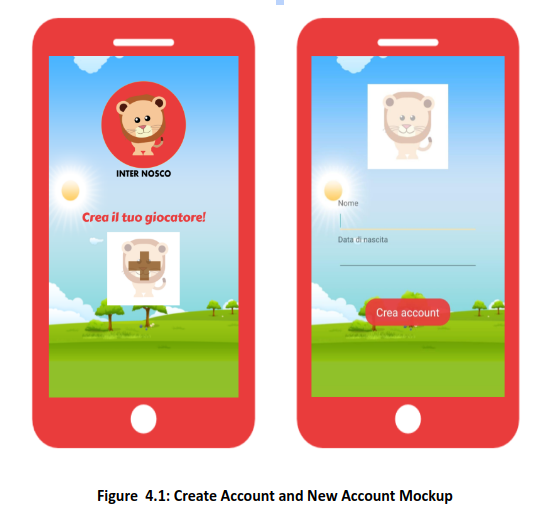 INTER NOSCO
Crea il tuo giocatore!
Nome
Data di nascita
Crea account
Figure 4.1: Create Account and New Account Mockup